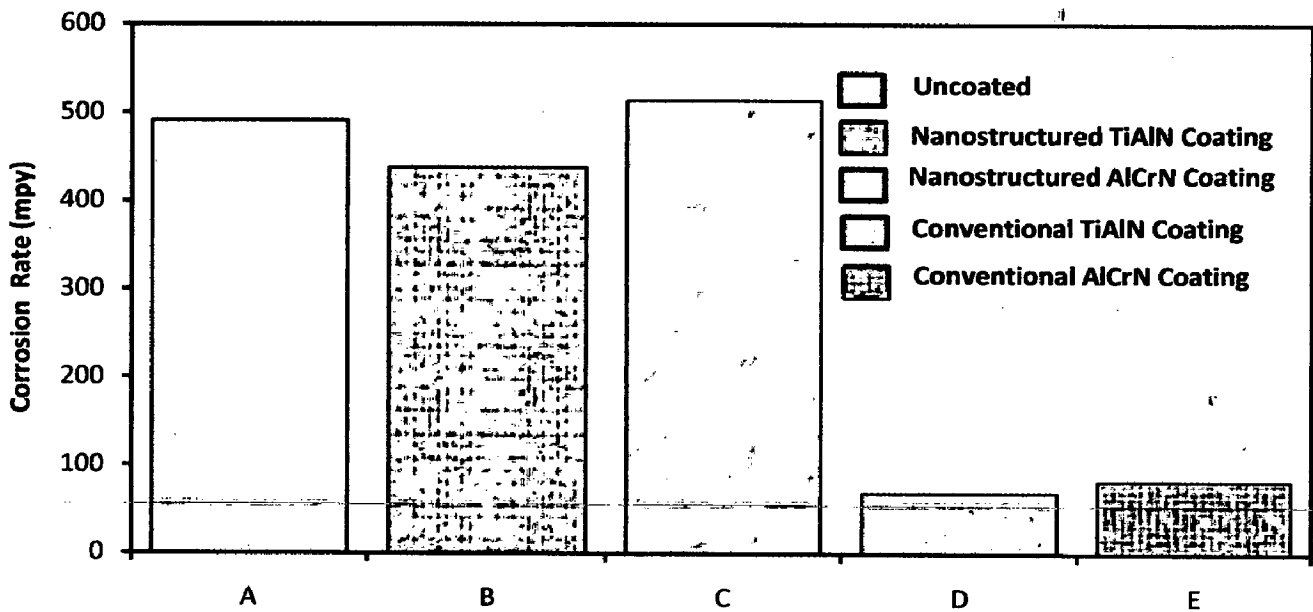 600
500
400
300
200
100
0
Corrosion Rate (mpy)
Uncoated
Nanostructured TiAlN Coating
Nanostructured AlCrN Coating
Conventional TiAlN Coating
Conventional AlCrN Coating
A B C D E